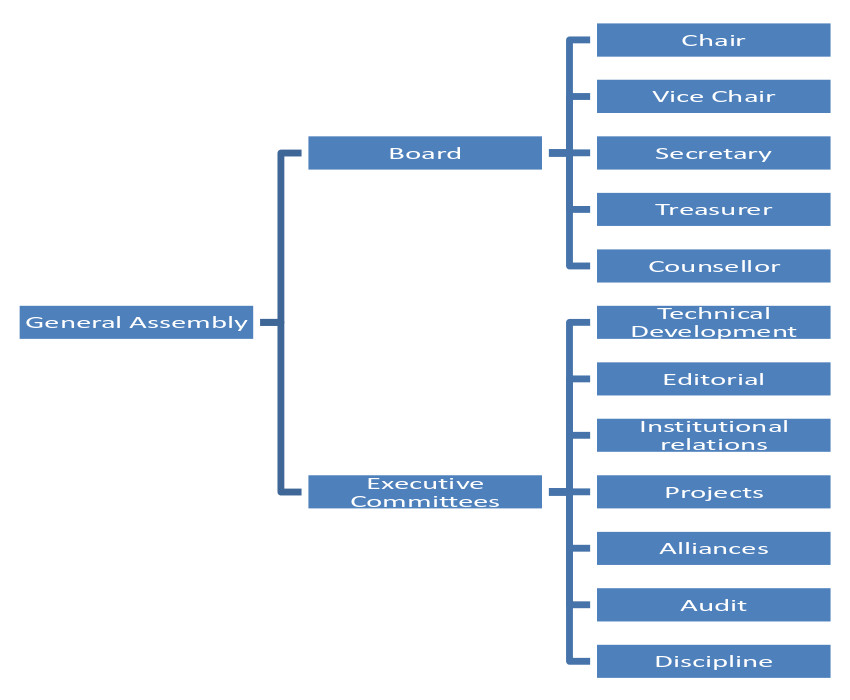 Chair
Vice Chair
Board
Secretary
Treasurer
Counsellor
General Assembly
Technical
Development
Editorial
Institutional
relations
Executive
Committees
Projects
Alliances
Audit
Discipline